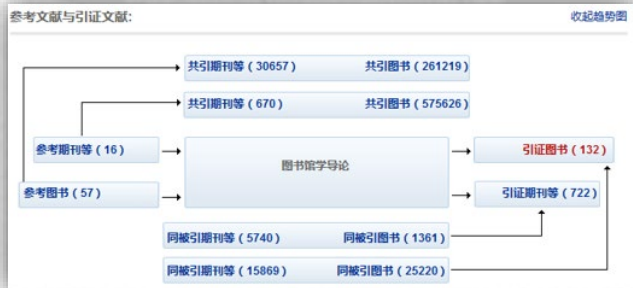 参考文献与引证文献: 收起趋势图
共引期刊等 ( 30657) 共引图书 ( 261219)
共引期刊等 ( 670) 共引图书 ( 575626)
参考期刊等 ( 16 )
图书馆学导论
引证图书 ( 132 )
参考图书 ( 57 )
引证期刊等 ( 722 )
同被引期刊等 ( 5740 ) 同被引图书 ( 1361)
同被引期刊等 ( 15869 ) 同被引图书 ( 25220)